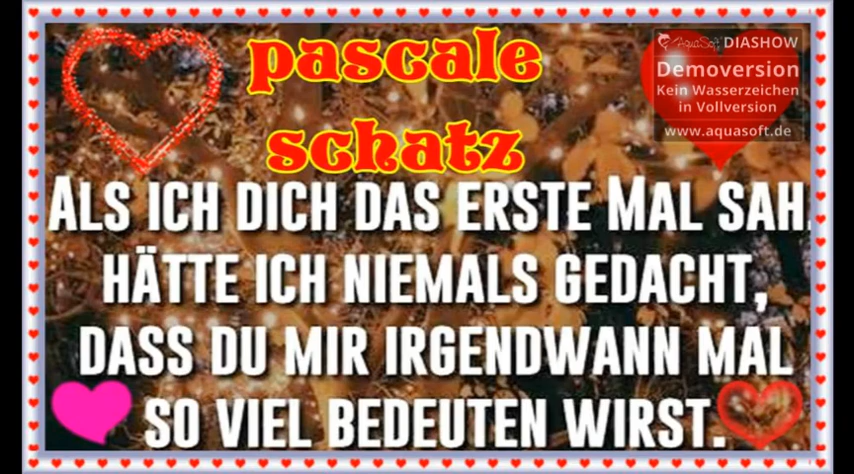 pascale
schatz
AquaSoft DIASHOW
Demoversion
Kein Wasserzeichen
in Vollversion
www.aquasoft.de
ALS ICH DICH DAS ERSTE MAL SAH.
HÄTTE ICH NIEMALS GEDACHT,
DASS DU MIR IRGENDWANN MAL
SO VIEL BEDEUTEN WIRST.